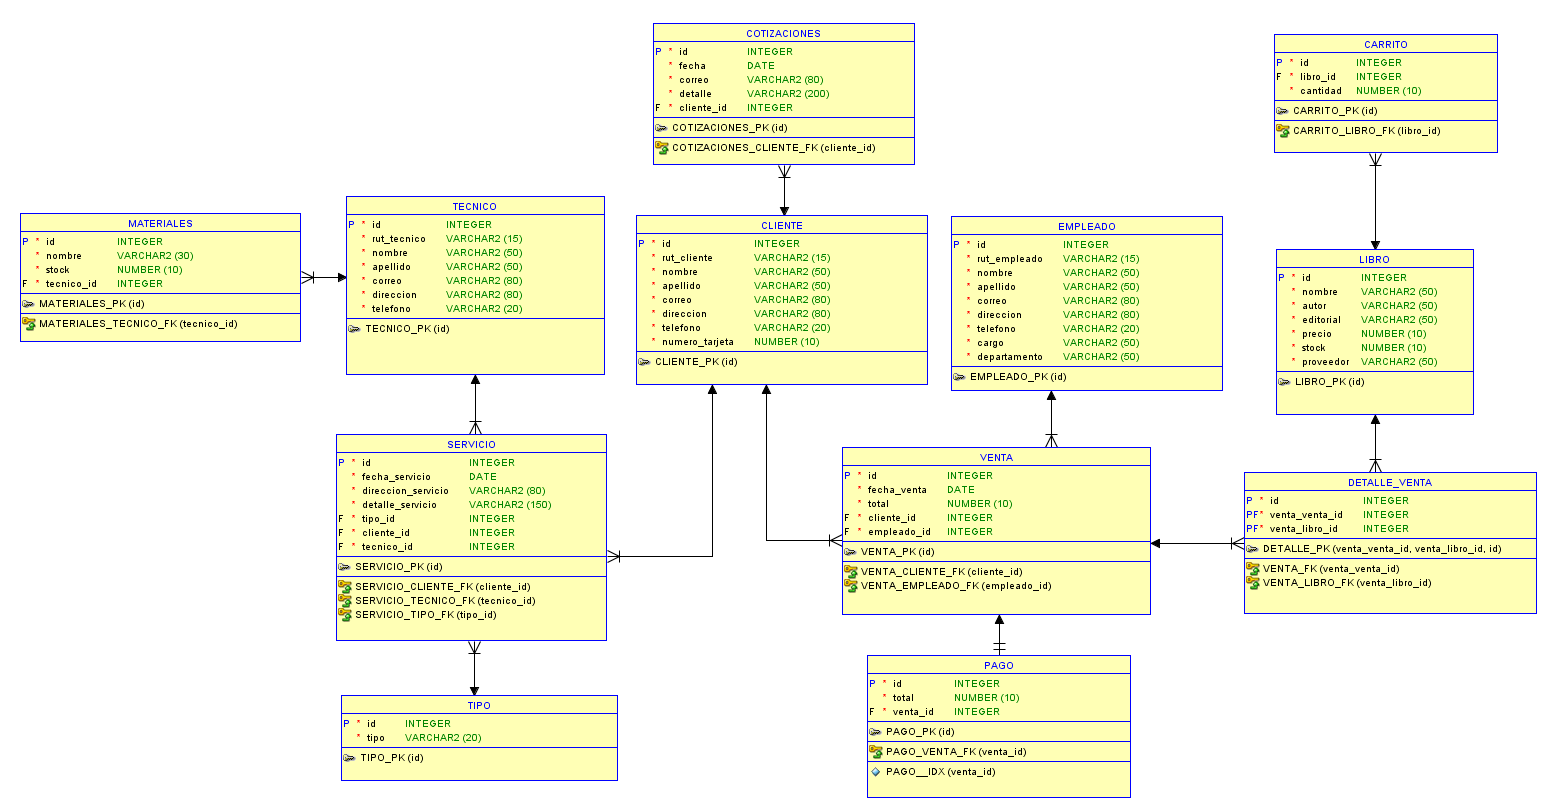 COTIZACIONES
P * id INTEGER
* fecha DATE
* correo VARCHAR2 (80)
* detalle VARCHAR2 (200)
F * cliente_id INTEGER
COTIZACIONES_PK (id)
COTIZACIONES_CLIENTE_FK (cliente_id)
CARRITO
P * id INTEGER
F * libro_id INTEGER
* cantidad NUMBER (10)
CARRITO_PK (id)
CARRITO_LIBRO_FK (libro_id)
MATERIALES
P * id INTEGER
* nombre VARCHAR2 (30)
* stock NUMBER (10)
F * tecnico_id INTEGER
MATERIALES_PK (id)
MATERIALES_TECNICO_FK (tecnico_id)
TECNICO
P * id INTEGER
* rut_tecnico VARCHAR2 (15)
* nombre VARCHAR2 (50)
* apellido VARCHAR2 (50)
* correo VARCHAR2 (80)
* direccion VARCHAR2 (80)
* telefono VARCHAR2 (20)
TECNICO_PK (id)
CLIENTE
P * id INTEGER
* rut_cliente VARCHAR2 (15)
* nombre VARCHAR2 (50)
* apellido VARCHAR2 (50)
* correo VARCHAR2 (80)
* direccion VARCHAR2 (80)
* telefono VARCHAR2 (20)
* numero_tarjeta NUMBER (10)
CLIENTE_PK (id)
EMPLEADO
P * id INTEGER
* rut_empleado VARCHAR2 (15)
* nombre VARCHAR2 (50)
* apellido VARCHAR2 (50)
* correo VARCHAR2 (80)
* direccion VARCHAR2 (80)
* telefono VARCHAR2 (20)
* cargo VARCHAR2 (50)
* departamento VARCHAR2 (50)
EMPLEADO_PK (id)
LIBRO
P * id INTEGER
* nombre VARCHAR2 (50)
* autor VARCHAR2 (50)
* editorial VARCHAR2 (50)
* precio NUMBER (10)
* stock NUMBER (10)
* proveedor VARCHAR2 (50)
LIBRO_PK (id)
SERVICIO
P * id INTEGER
* fecha_servicio DATE
* direccion_servicio VARCHAR2 (80)
* detalle_servicio VARCHAR2 (150)
F * tipo_id INTEGER
F * cliente_id INTEGER
F * tecnico_id INTEGER
SERVICIO_PK (id)
SERVICIO_CLIENTE_FK (cliente_id)
SERVICIO_TECNICO_FK (tecnico_id)
SERVICIO_TIPO_FK (tipo_id)
VENTA
P * id INTEGER
* fecha_venta DATE
* total NUMBER (10)
F * cliente_id INTEGER
F * empleado_id INTEGER
VENTA_PK (id)
VENTA_CLIENTE_FK (cliente_id)
VENTA_EMPLEADO_FK (empleado_id)
DETALLE_VENTA
P * id INTEGER
PF* venta_venta_id INTEGER
PF* venta_libro_id INTEGER
DETALLE_PK (venta_venta_id, venta_libro_id, id)
VENTA_FK (venta_venta_id)
VENTA_LIBRO_FK (venta_libro_id)
TIPO
P * id INTEGER
* tipo VARCHAR2 (20)
TIPO_PK (id)
PAGO
P * id INTEGER
* total NUMBER (10)
F * venta_id INTEGER
PAGO_PK (id)
PAGO_VENTA_FK (venta_id)
PAGO__IDX (venta_id)